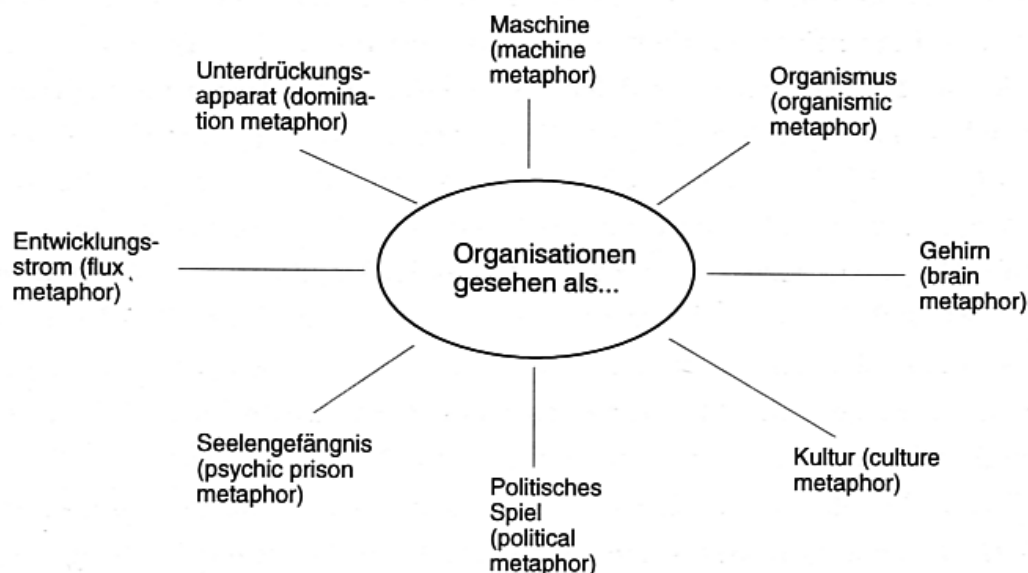 Maschine
(machine
metaphor)
Unterdrückungs-
apparat (domina-
tion metaphor)
Organismus
(organismic
metaphor)
Entwicklungs-
strom (flux
metaphor)
Organisationen
gesehen als...
Gehirn
(brain
metaphor)
Seelengefängnis
(psychic prison
metaphor)
Politisches
Spiel
(political
metaphor)
Kultur (culture
metaphor)